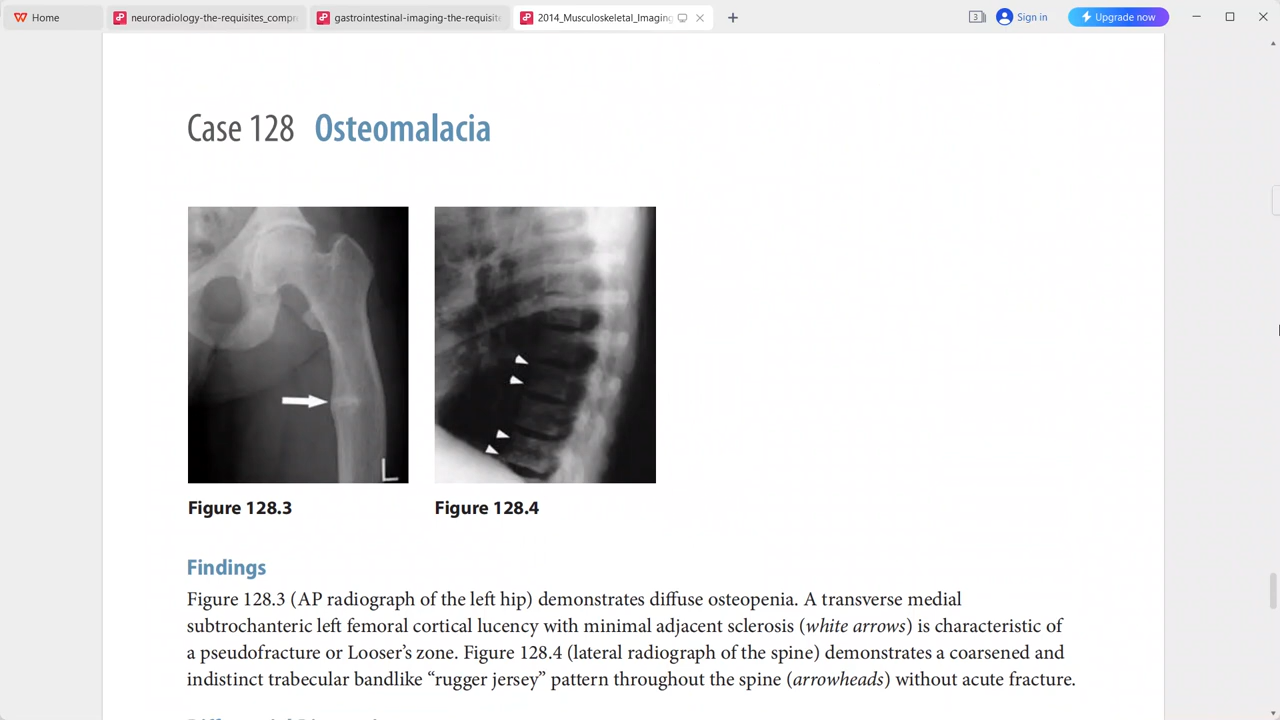 Home
neuroradiology-the-requisites_comp
gastrointestinal-imaging-the-requisite
2014_Musculoskeletal_Imaging
3
Sign in
Upgrade now
Case 128 Osteomalacia
L
Figure 128.3 Figure 128.4
Findings
Figure 128.3 (AP radiograph of the left hip) demonstrates diffuse osteopenia. A transverse medial
subtrochanteric left femoral cortical lucency with minimal adjacent sclerosis (white arrows) is characteristic of
a pseudofracture or Looser’s zone. Figure 128.4 (lateral radiograph of the spine) demonstrates a coarsened and
indistinct trabecular bandlike “rugger jersey” pattern throughout the spine (arrowheads) without acute fracture.